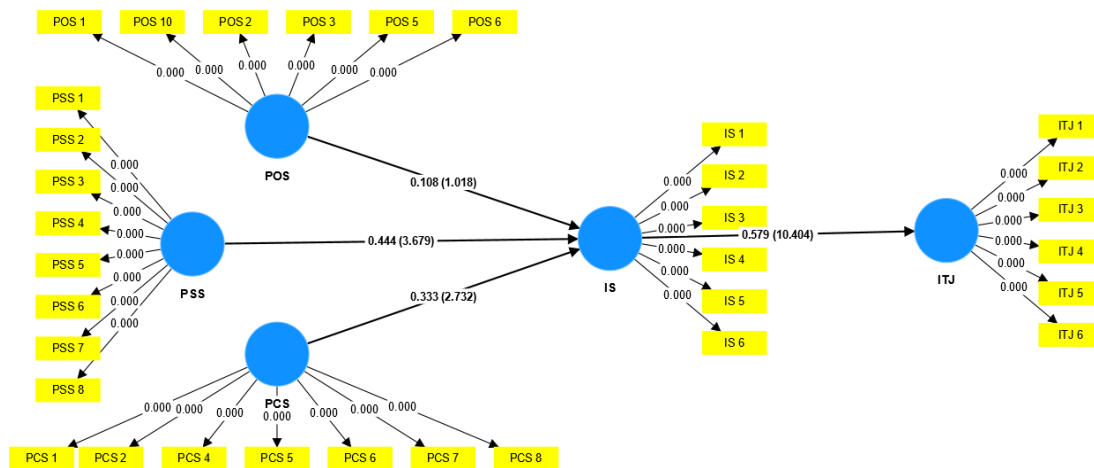 POS 1 POS 10 POS 2 POS 3 POS 5 POS 6
0.000 0.000 0.000 0.000 0.000 0.000
POS
PSS 1
PSS 2
PSS 3
PSS 4
PSS 5
PSS 6
PSS 7
PSS 8
0.000
0.000
0.000
0.000
0.000
0.000
0.000
0.000
PSS
0.108 (1.018)
0.444 (3.679)
0.333 (2.732)
PCS
0.000 0.000 0.000 0.000 0.000 0.000 0.000
PCS 1 PCS 2 PCS 4 PCS 5 PCS 6 PCS 7 PCS 8
IS
0.000
0.000
0.000
0.000
0.000
0.000
IS 1
IS 2
IS 3
IS 4
IS 5
IS 6
0.579 (10.404)
ITJ
0.000
0.000
0.000
0.000
0.000
0.000
ITJ 1
ITJ 2
ITJ 3
ITJ 4
ITJ 5
ITJ 6